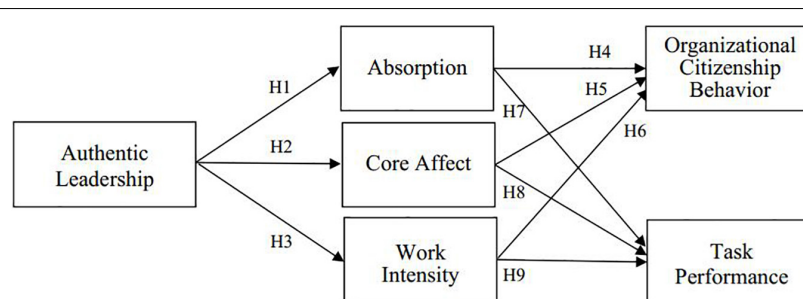 Authentic
Leadership
H1
H2
H3
Absorption
Core Affect
Work
Intensity
H4
H5
H6
H7
H8
H9
Organizational
Citizenship
Behavior
Task
Performance